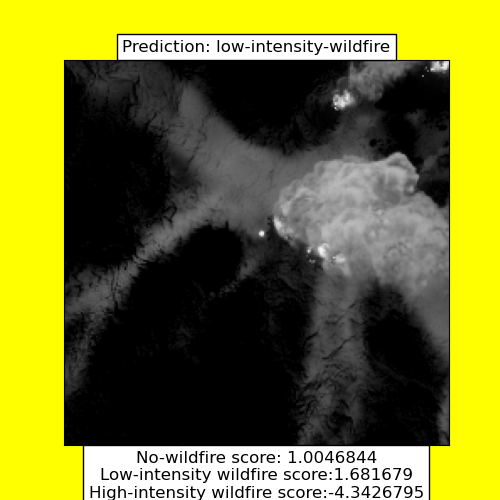 Prediction: low-intensity-wildfire
No-wildfire score: 1.0046844
Low-intensity wildfire score:1.681679
High-intensity wildfire score:-4.3426795